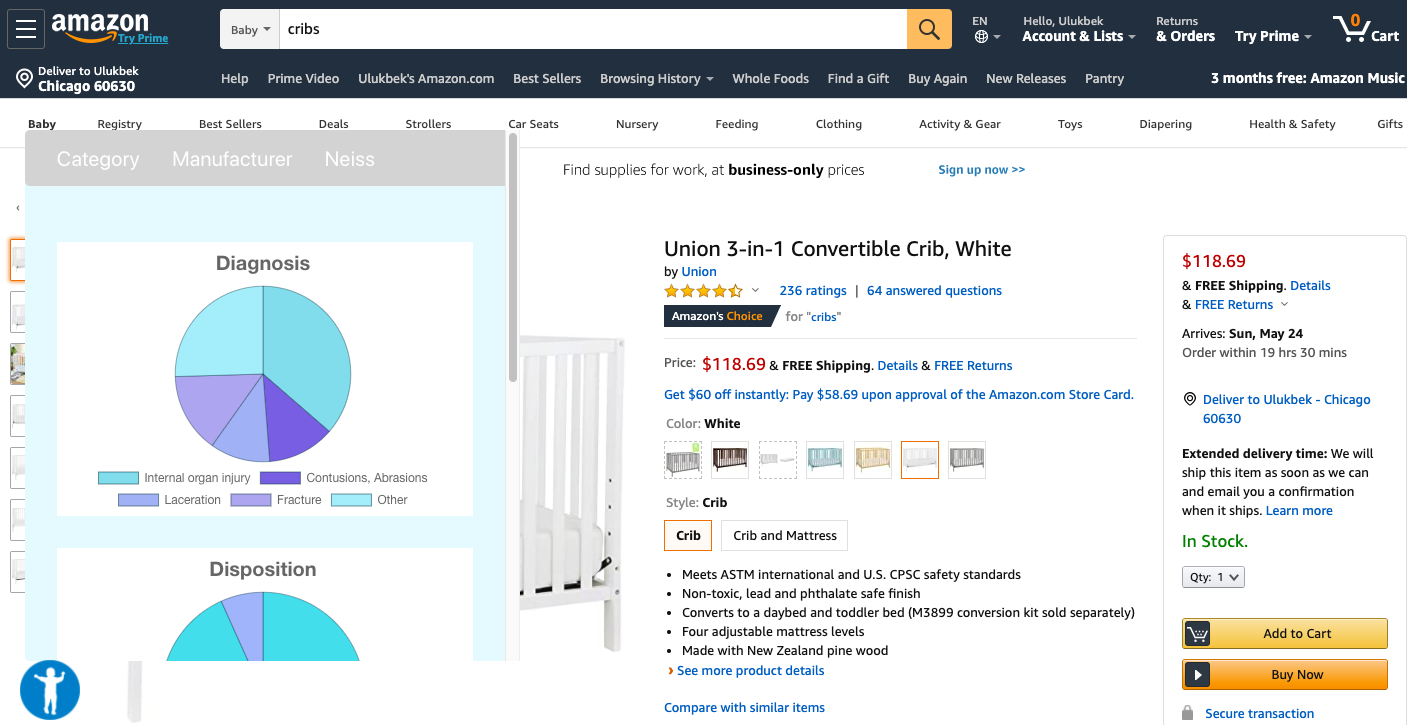 amazon
Try Prime
Baby
cribs
EN
Hello, Ulukbek
Account & Lists
Returns
& Orders
Try Prime
0
Cart
Deliver to Ulukbek
Chicago 60630
Help
Prime Video
Ulukbek's Amazon.com
Best Sellers
Browsing History
Whole Foods
Find a Gift
Buy Again
New Releases
Pantry
3 months free: Amazon Music
Baby
Registry
Best Sellers
Deals
Strollers
Car Seats
Nursery
Feeding
Clothing
Activity & Gear
Toys
Diapering
Health & Safety
Gifts
Category
Manufacturer
Neiss
Find supplies for work, at business-only prices
Sign up now >>
‹
Diagnosis
Internal organ injury
Contusions, Abrasions
Laceration
Fracture
Other
Disposition
Union 3-in-1 Convertible Crib, White
by Union
236 ratings | 64 answered questions
Amazon's Choice for "cribs"
Price: $118.69 & FREE Shipping. Details & FREE Returns
Get $60 off instantly: Pay $58.69 upon approval of the Amazon.com Store Card.
Color: White
Style: Crib
Crib
Crib and Mattress
• Meets ASTM international and U.S. CPSC safety standards
• Non-toxic, lead and phthalate safe finish
• Converts to a daybed and toddler bed (M3899 conversion kit sold separately)
• Four adjustable mattress levels
• Made with New Zealand pine wood
› See more product details
Compare with similar items
$118.69
& FREE Shipping. Details
& FREE Returns
Arrives: Sun, May 24
Order within 19 hrs 30 mins
Deliver to Ulukbek - Chicago
60630
Extended delivery time: We will
ship this item as soon as we can
and email you a confirmation
when it ships. Learn more
In Stock.
Qty: 1
Add to Cart
Buy Now
Secure transaction